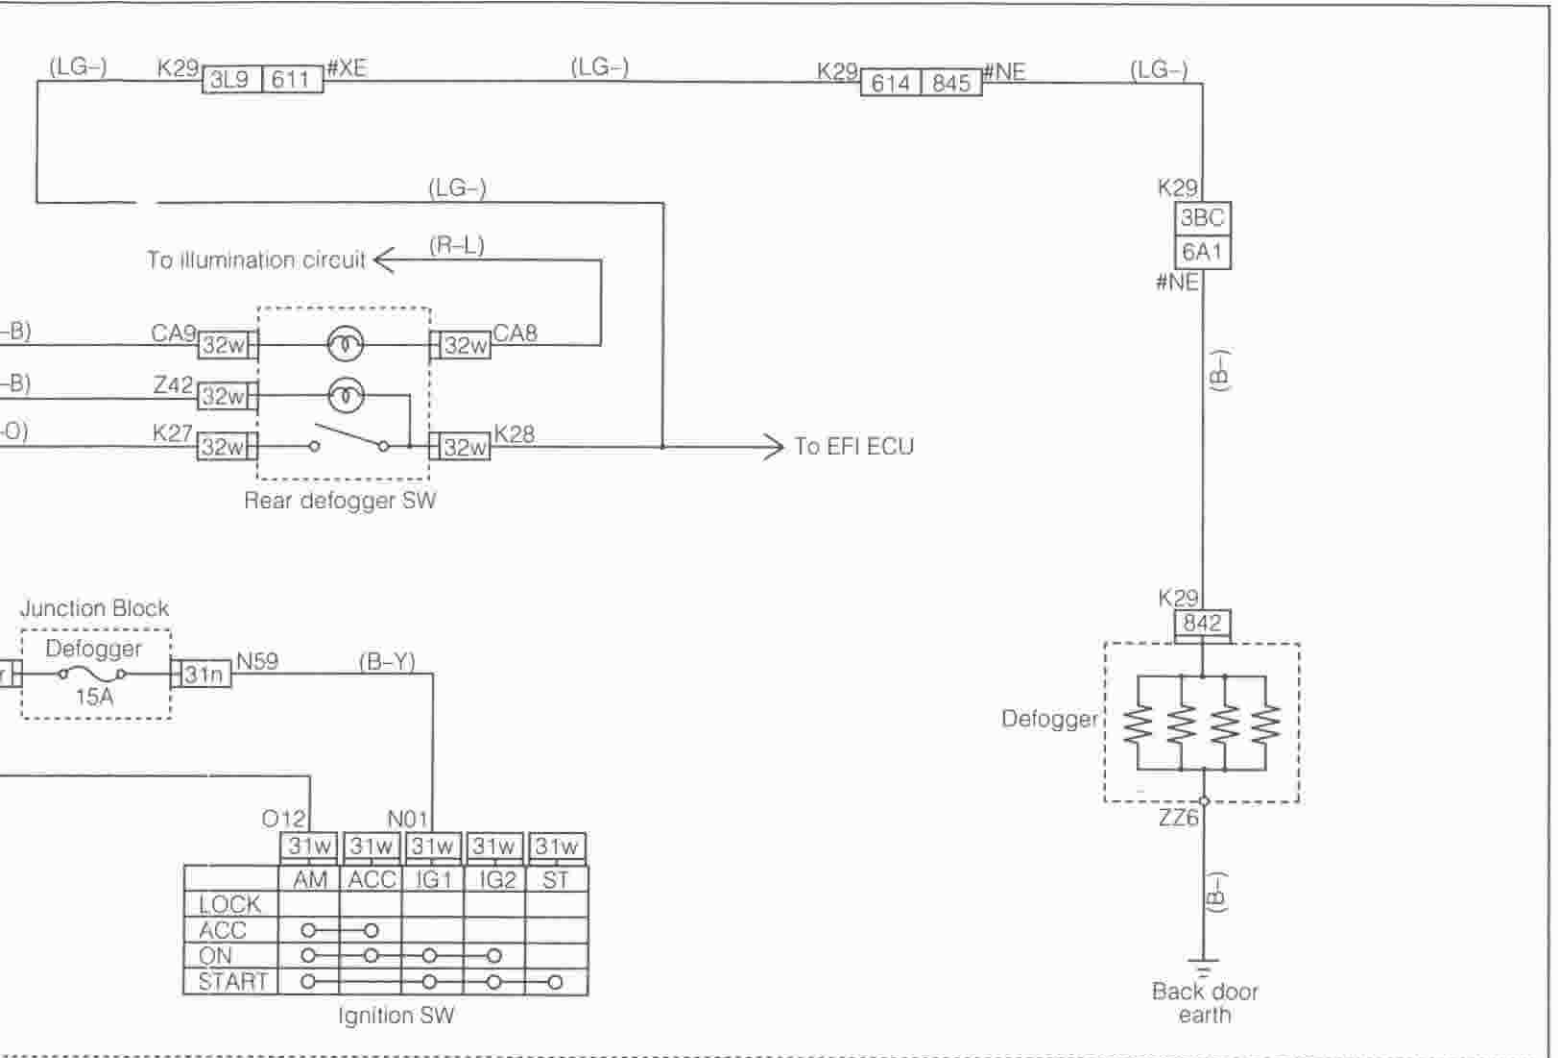 (LG–) K29 3L9 611 #XE (LG–) K29 614 845 #NE (LG–)
K29
3BC
6A1
#NE
(LG–)
To illumination circuit (R–L)
–B) CA9 32w 32w CA8
–B) Z42 32w
–O) K27 32w 32w K28 To EFI ECU
Rear defogger SW
(B–)
K29
842
Defogger
ZZ6
(B–)
Back door
earth
Junction Block
Defogger
15A
31n N59 (B–Y)
O12 N01
31w 31w 31w 31w 31w
AM ACC IG1 IG2 ST
LOCK
ACC
ON
START
Ignition SW